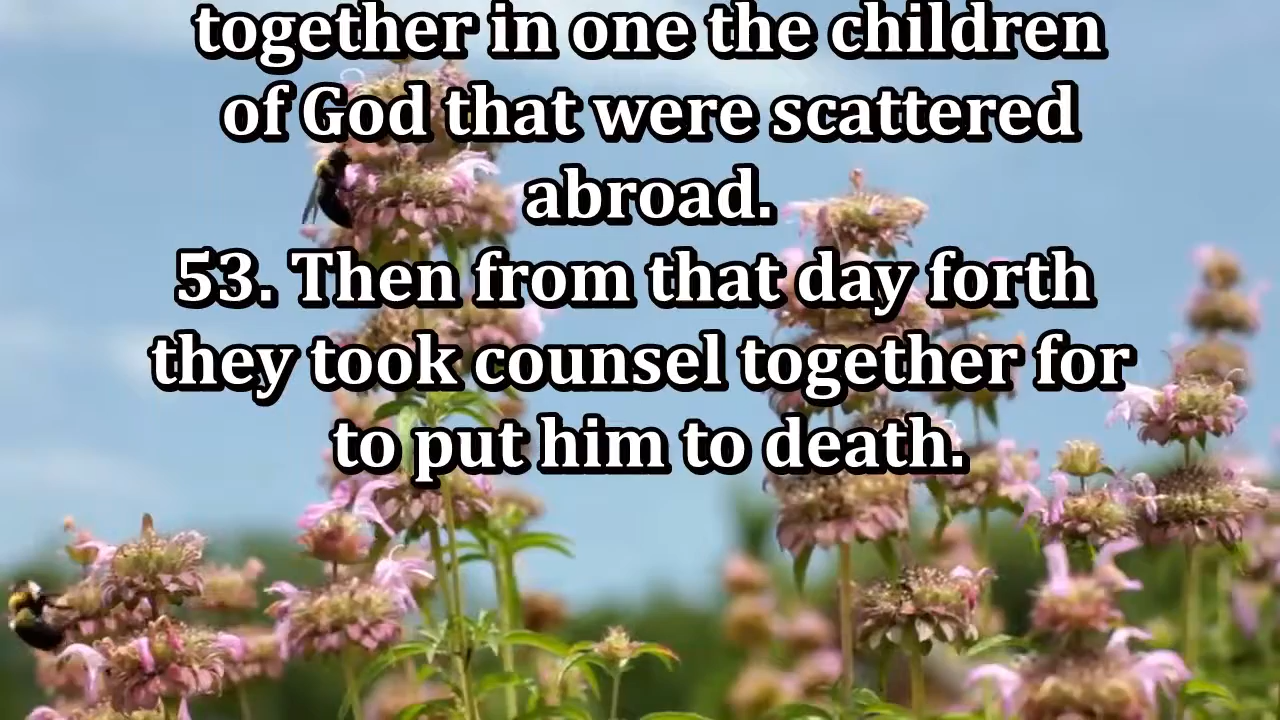 together in one the children
of God that were scattered
abroad.
53. Then from that day forth
they took counsel together for
to put him to death.